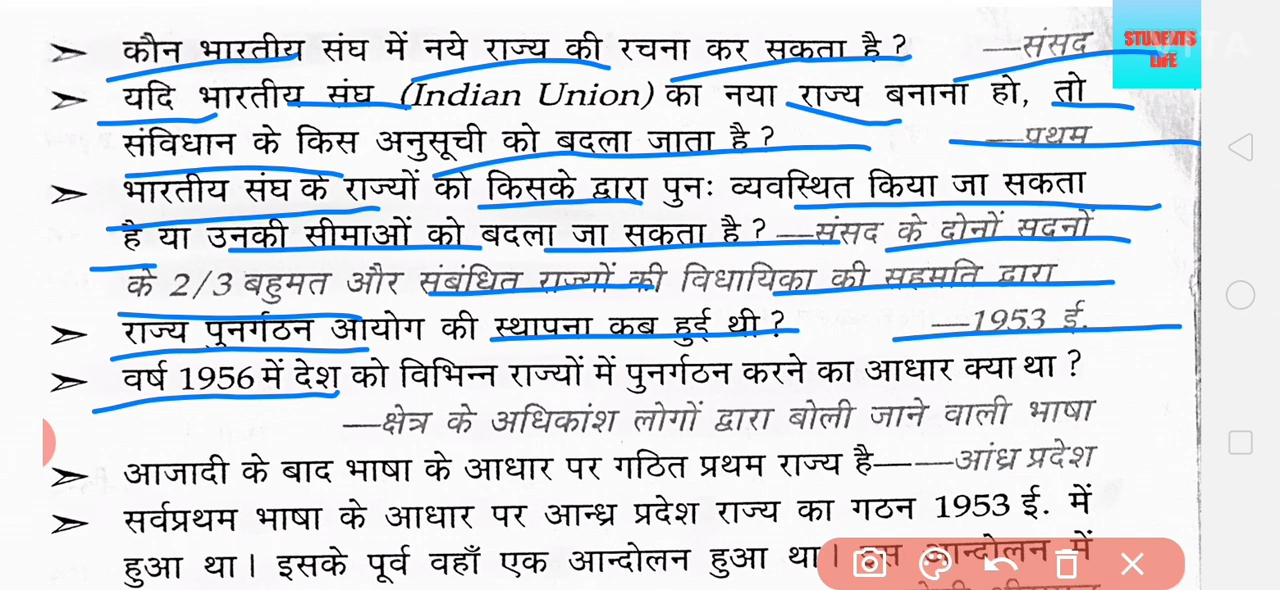 ➢ कौन भारतीय संघ में नये राज्य की रचना कर सकता है? —संसद
STUDENTS
LIFE
➢ यदि भारतीय संघ (Indian Union) का नया राज्य बनाना हो, तो
संविधान के किस अनुसूची को बदला जाता है? —प्रथम
➢ भारतीय संघ के राज्यों को किसके द्वारा पुनः व्यवस्थित किया जा सकता
है या उनकी सीमाओं को बदला जा सकता है? —संसद के दोनों सदनों
के 2/3 बहुमत और संबंधित राज्यों की विधायिका की सहमति द्वारा
➢ राज्य पुनर्गठन आयोग की स्थापना कब हुई थी? —1953 ई.
➢ वर्ष 1956 में देश को विभिन्न राज्यों में पुनर्गठन करने का आधार क्या था?
—क्षेत्र के अधिकांश लोगों द्वारा बोली जाने वाली भाषा
➢ आजादी के बाद भाषा के आधार पर गठित प्रथम राज्य है— —आंध्र प्रदेश
➢ सर्वप्रथम भाषा के आधार पर आन्ध्र प्रदेश राज्य का गठन 1953 ई. में
हुआ था। इसके पूर्व वहाँ एक आन्दोलन हुआ था। इस आन्दोलन में